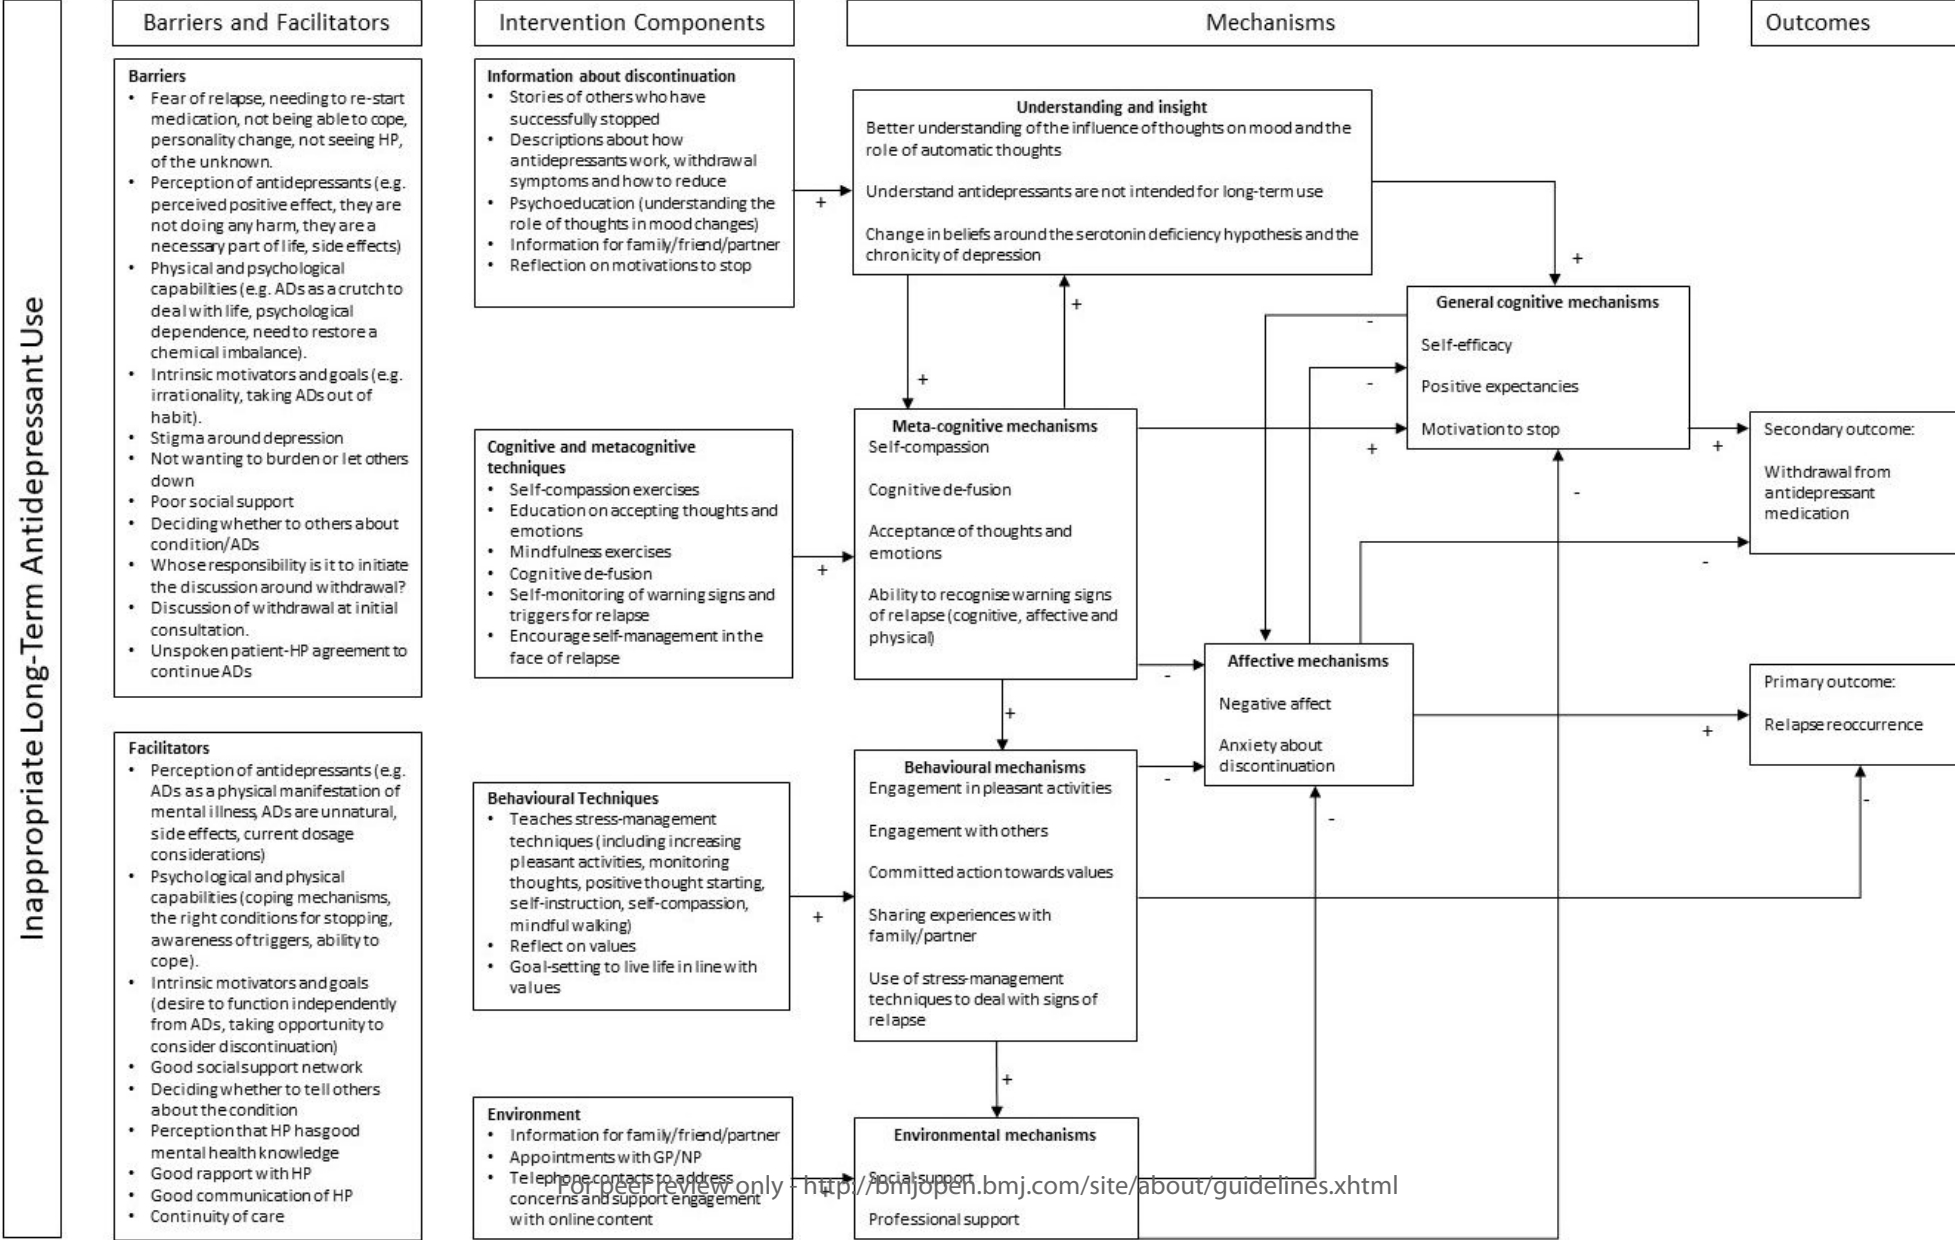 Inappropriate Long-Term Antidepressant Use
Barriers and Facilitators
Barriers
• Fear of relapse, needing to re-start
medication, not being able to cope,
personality change, not seeing HP,
of the unknown.
• Perception of antidepressants (e.g.
perceived positive effect, they are
not doing any harm, they are a
necessary part of life, side effects)
• Physical and psychological
capabilities (e.g. ADs as a crutch to
deal with life, psychological
dependence, need to restore a
chemical imbalance).
• Intrinsic motivators and goals (e.g.
irrationality, taking ADs out of
habit).
• Stigma around depression
• Not wanting to burden or let others
down
• Poor social support
• Deciding whether to others about
condition/ADs
• Whose responsibility is it to initiate
the discussion around withdrawal?
• Discussion of withdrawal at initial
consultation.
• Unspoken patient-HP agreement to
continue ADs
Facilitators
• Perception of antidepressants (e.g.
ADs as a physical manifestation of
mental illness, ADs are unnatural,
side effects, current dosage
considerations)
• Psychological and physical
capabilities (coping mechanisms,
the right conditions for stopping,
awareness of triggers, ability to
cope).
• Intrinsic motivators and goals
(desire to function independently
from ADs, taking opportunity to
consider discontinuation)
• Good social support network
• Deciding whether to tell others
about the condition
• Perception that HP has good
mental health knowledge
• Good rapport with HP
• Good communication of HP
• Continuity of care
Intervention Components
Information about discontinuation
• Stories of others who have
successfully stopped
• Descriptions about how
antidepressants work, withdrawal
symptoms and how to reduce
• Psychoeducation (understanding the
role of thoughts in mood changes)
• Information for family/friend/partner
• Reflection on motivations to stop
+
Cognitive and metacognitive
techniques
• Self-compassion exercises
• Education on accepting thoughts and
emotions
• Mindfulness exercises
• Cognitive de-fusion
• Self-monitoring of warning signs and
triggers for relapse
• Encourage self-management in the
face of relapse
+
Behavioural Techniques
• Teaches stress-management
techniques (including increasing
pleasant activities, monitoring
thoughts, positive thought starting,
self-instruction, self-compassion,
mindful walking)
• Reflect on values
• Goal-setting to live life in line with
values
+
Environment
• Information for family/friend/partner
• Appointments with GP/NP
• Telephone contacts to address
concerns and support engagement
with online content
+
Mechanisms
Understanding and insight
Better understanding of the influence of thoughts on mood and the
role of automatic thoughts
Understand antidepressants are not intended for long-term use
Change in beliefs around the serotonin deficiency hypothesis and the
chronicity of depression
+
+
+
Meta-cognitive mechanisms
Self-compassion
Cognitive de-fusion
Acceptance of thoughts and
emotions
Ability to recognise warning signs
of relapse (cognitive, affective and
physical)
+
-
+
Behavioural mechanisms
Engagement in pleasant activities
Engagement with others
Committed action towards values
Sharing experiences with
family/partner
Use of stress-management
techniques to deal with signs of
relapse
-
+
Environmental mechanisms
Social support
Professional support
-
-
General cognitive mechanisms
Self-efficacy
Positive expectancies
Motivation to stop
-
-
+
Affective mechanisms
Negative affect
Anxiety about
discontinuation
-
+
-
Outcomes
Secondary outcome:
Withdrawal from
antidepressant
medication
Primary outcome:
Relapse reoccurrence
For peer review only - http://bmjopen.bmj.com/site/about/guidelines.xhtml